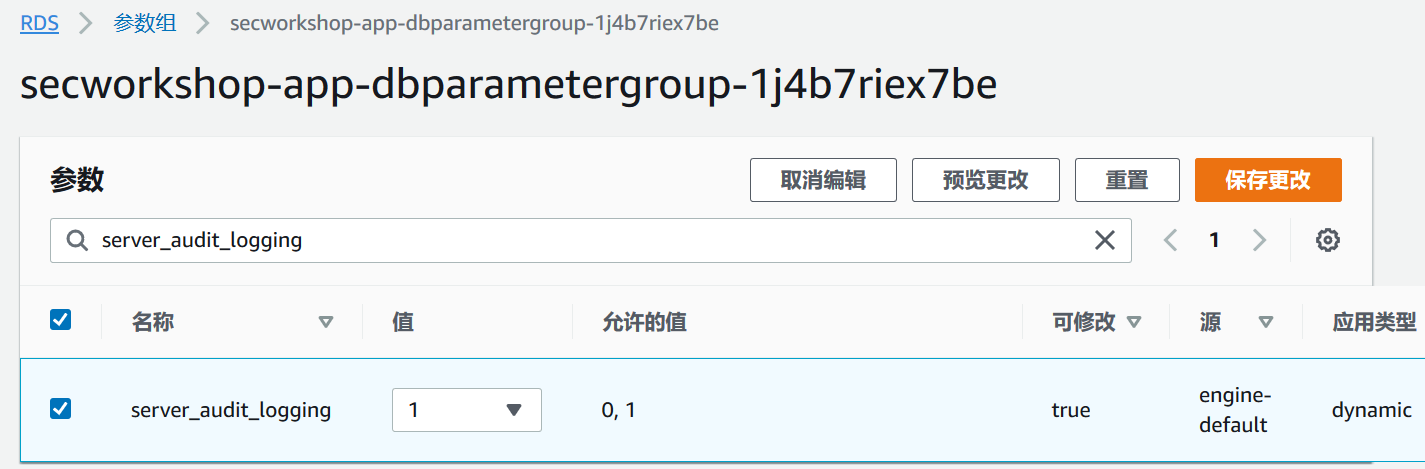 RDS > 参数组 > secworkshop-app-dbparametergroup-1j4b7riex7be
secworkshop-app-dbparametergroup-1j4b7riex7be
参数 取消编辑 预览更改 重置 保存更改
server_audit_logging 1
名称 值 允许的值 可修改 源 应用类型
server_audit_logging 1 0, 1 true engine-
default dynamic